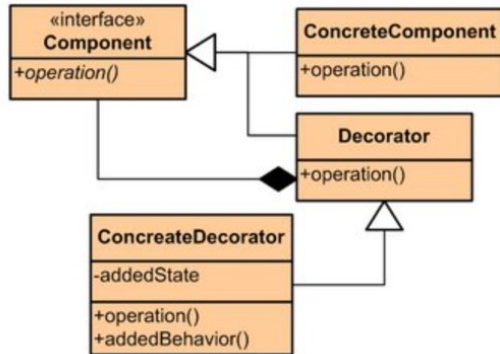 «interface»
Component
+operation()
ConcreteComponent
+operation()
Decorator
+operation()
ConcreateDecorator
-addedState
+operation()
+addedBehavior()